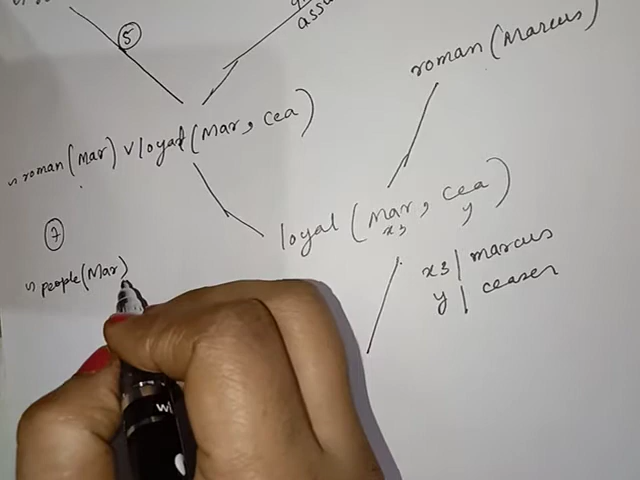 5
assu
roman (Marcus)
~ roman (Mar) ∨ loyal (Mar, Cea)
loyal (Mar, Cea)
x3 y
7
x3 | marcus
~ people (Mar)
y | ceaser